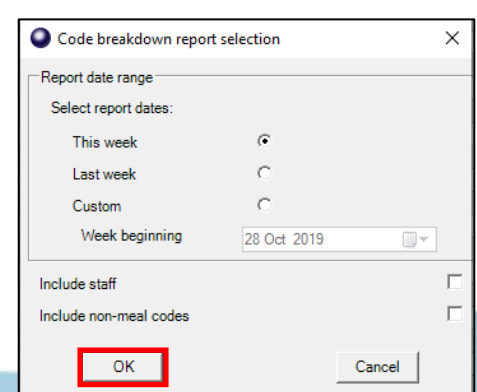 Code breakdown report selection
Report date range
Select report dates:
This week
Last week
Custom
Week beginning 28 Oct 2019
Include staff
Include non-meal codes
OK Cancel